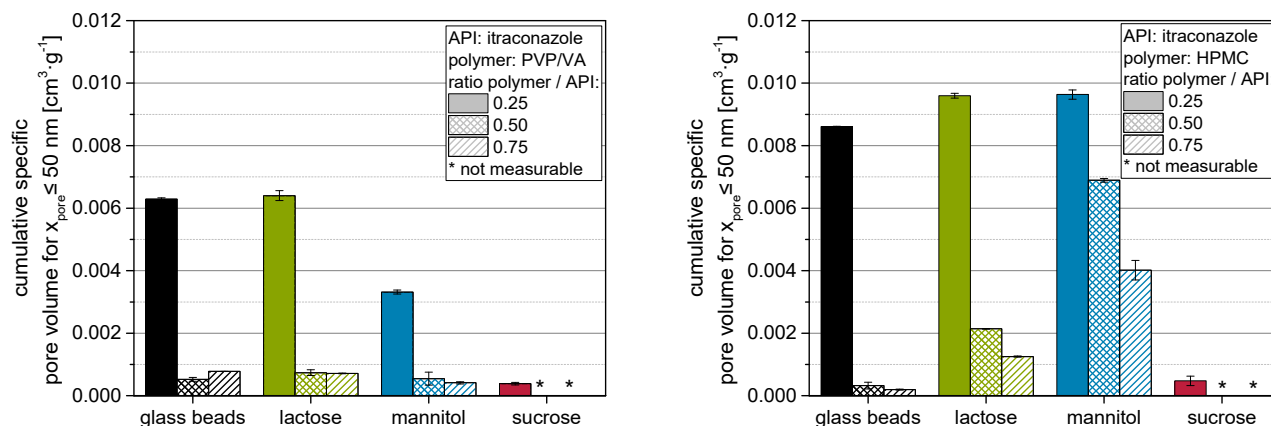 cumulative specific
pore volume for xpore≤ 50 nm [cm³·g⁻¹]
0.012
0.010
0.008
0.006
0.004
0.002
0.000
API: itraconazole
polymer: PVP/VA
ratio polymer / API:
0.25
0.50
0.75
* not measurable
* *
glass beads lactose mannitol sucrose
cumulative specific
pore volume for xpore≤ 50 nm [cm³·g⁻¹]
0.012
0.010
0.008
0.006
0.004
0.002
0.000
API: itraconazole
polymer: HPMC
ratio polymer / API
0.25
0.50
0.75
* not measurable
* *
glass beads lactose mannitol sucrose